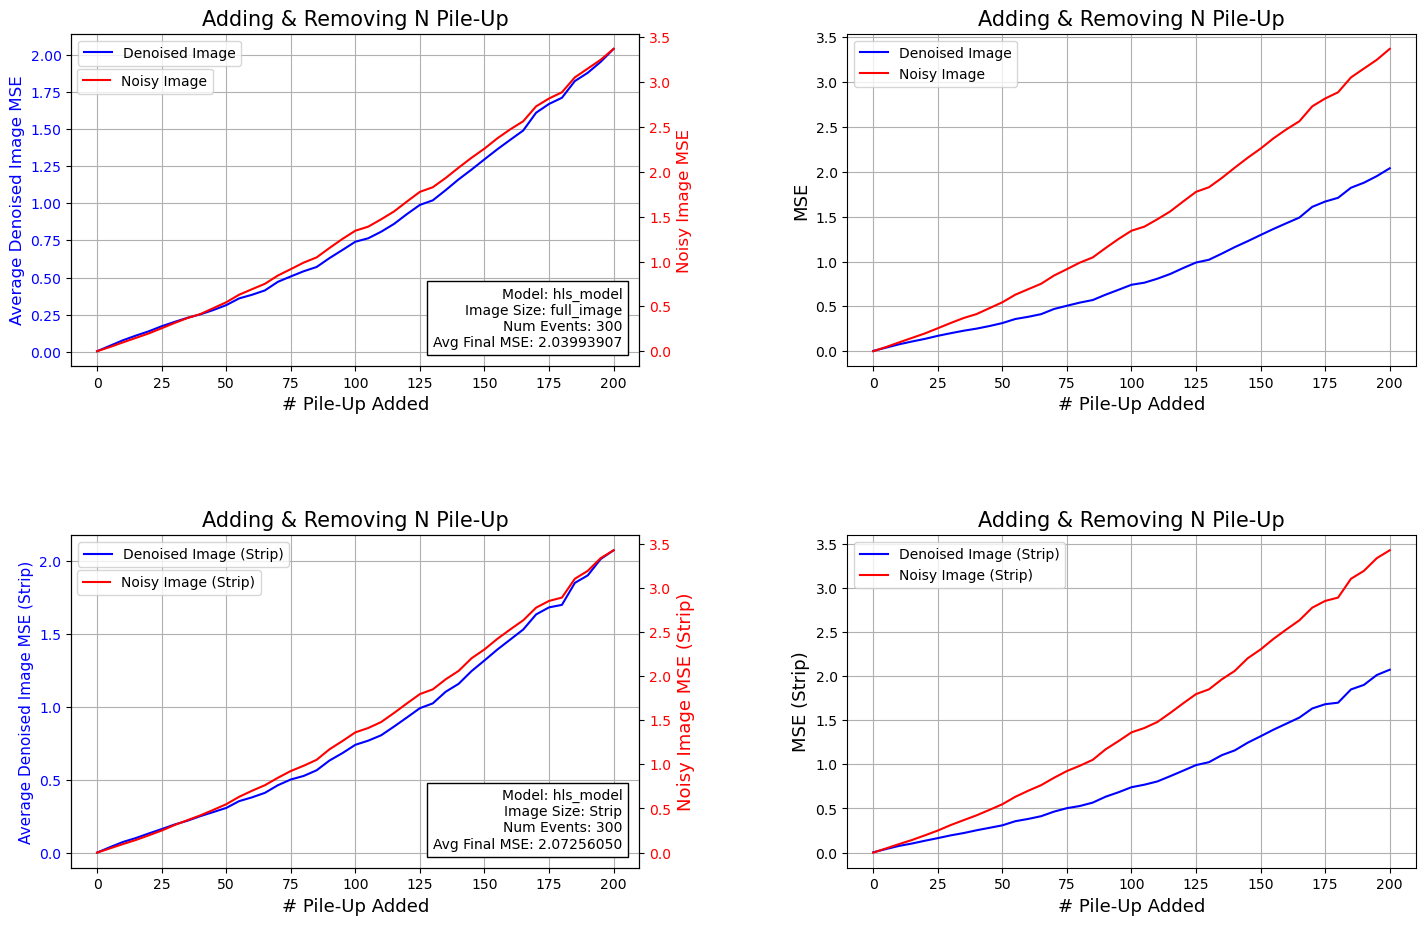 Adding & Removing N Pile-Up
Denoised Image
Noisy Image
Average Denoised Image MSE
2.00
1.75
1.50
1.25
1.00
0.75
0.50
0.25
0.00
3.5
3.0
2.5
2.0
1.5
1.0
0.5
0.0
Noisy Image MSE
Model: hls_model
Image Size: full_image
Num Events: 300
Avg Final MSE: 2.03993907
0 25 50 75 100 125 150 175 200
# Pile-Up Added
Adding & Removing N Pile-Up
Denoised Image
Noisy Image
MSE
3.5
3.0
2.5
2.0
1.5
1.0
0.5
0.0
0 25 50 75 100 125 150 175 200
# Pile-Up Added
Adding & Removing N Pile-Up
Denoised Image (Strip)
Noisy Image (Strip)
Average Denoised Image MSE (Strip)
2.0
1.5
1.0
0.5
0.0
3.5
3.0
2.5
2.0
1.5
1.0
0.5
0.0
Noisy Image MSE (Strip)
Model: hls_model
Image Size: Strip
Num Events: 300
Avg Final MSE: 2.07256050
0 25 50 75 100 125 150 175 200
# Pile-Up Added
Adding & Removing N Pile-Up
Denoised Image (Strip)
Noisy Image (Strip)
MSE (Strip)
3.5
3.0
2.5
2.0
1.5
1.0
0.5
0.0
0 25 50 75 100 125 150 175 200
# Pile-Up Added